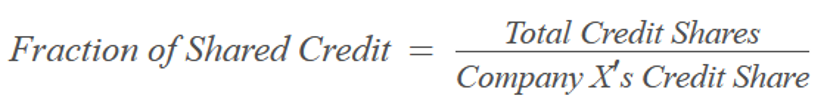 Fraction of Shared Credit = Total Credit Shares
Company X's Credit Share